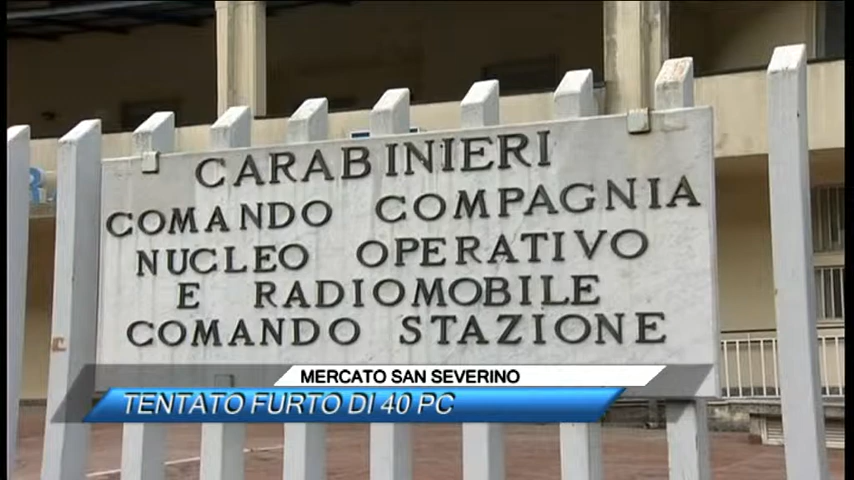 CARABINIERI
COMANDO COMPAGNIA
NUCLEO OPERATIVO
E RADIOMOBILE
COMANDO STAZIONE
MERCATO SAN SEVERINO
TENTATO FURTO DI 40 PC